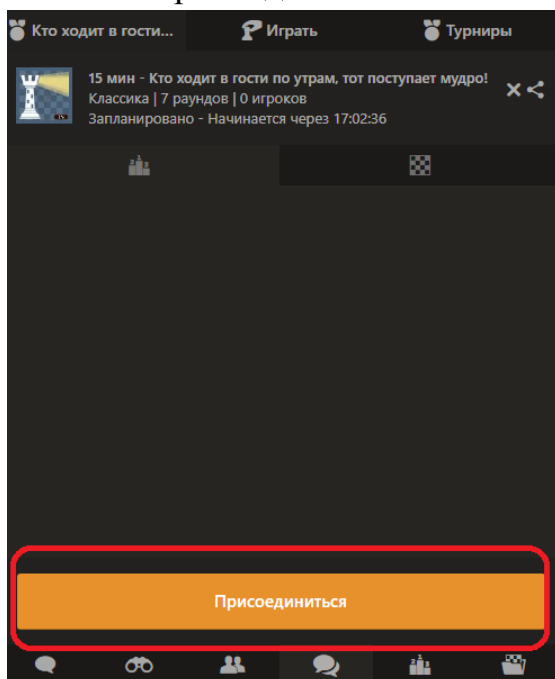 Кто ходит в гости... Играть Турниры
15 мин - Кто ходит в гости по утрам, тот поступает мудро!
Классика | 7 раундов | 0 игроков
Запланировано - Начинается через 17:02:36
Присоединиться